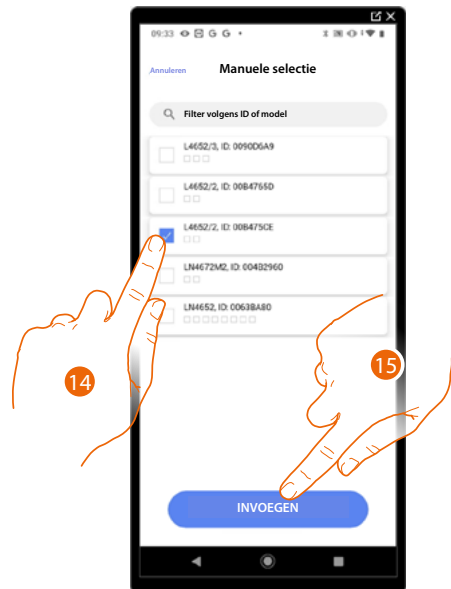 09:33 G G
Annuleren Manuele selectie
Filter volgens ID of model
L4652/3, ID: 0090D6A9
L4652/2, ID: 00B4765D
L4652/2, ID: 00B475CE
LN4672M2, ID: 004B2960
LN4652, ID: 0063BA80
14
15
INVOEGEN